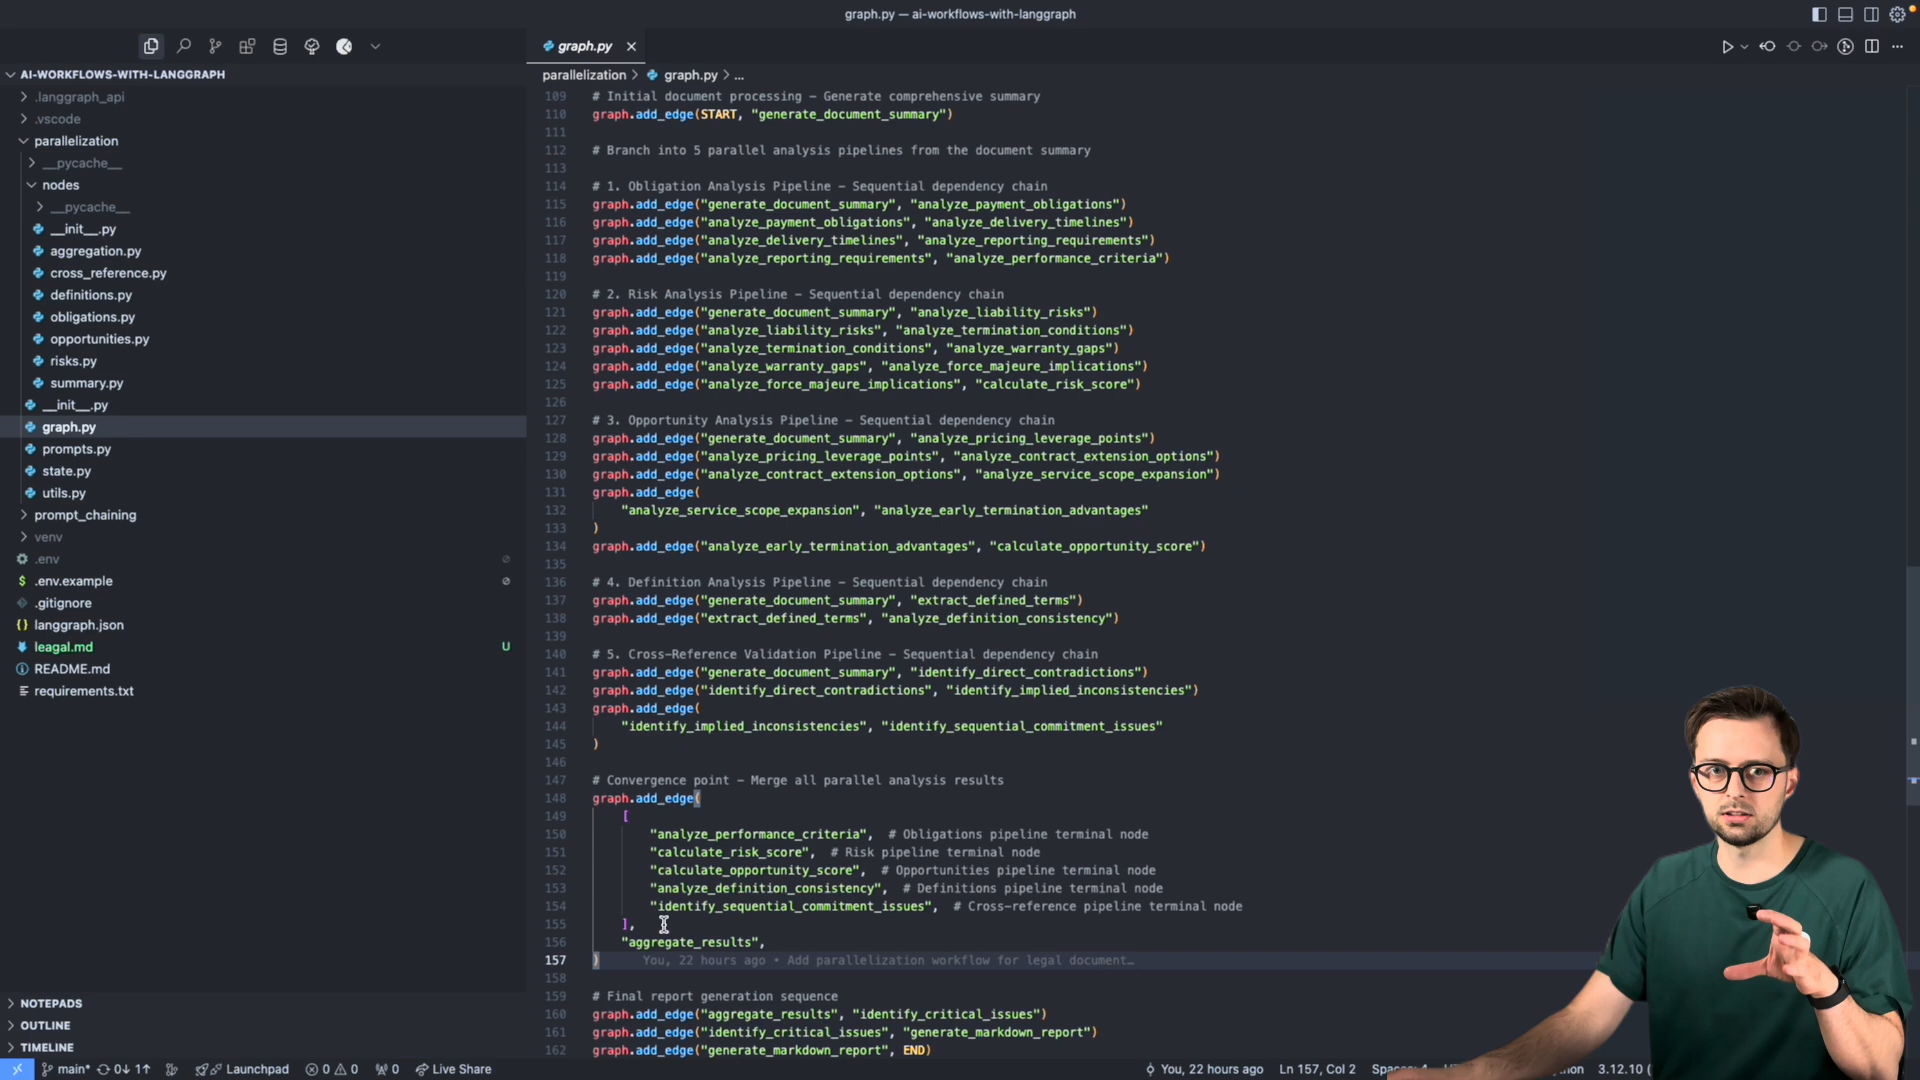 graph.py — ai-workflows-with-langgraph
graph.py
AI-WORKFLOWS-WITH-LANGGRAPH
.langgraph_api
.vscode
parallelization
__pycache__
nodes
__pycache__
__init__.py
aggregation.py
cross_reference.py
definitions.py
obligations.py
opportunities.py
risks.py
summary.py
__init__.py
graph.py
prompts.py
state.py
utils.py
prompt_chaining
venv
.env
.env.example
.gitignore
langgraph.json
leagal.md U
README.md
requirements.txt
NOTEPADS
OUTLINE
TIMELINE
parallelization > graph.py > ...
109 # Initial document processing – Generate comprehensive summary
110 graph.add_edge(START, "generate_document_summary")
111
112 # Branch into 5 parallel analysis pipelines from the document summary
113
114 # 1. Obligation Analysis Pipeline – Sequential dependency chain
115 graph.add_edge("generate_document_summary", "analyze_payment_obligations")
116 graph.add_edge("analyze_payment_obligations", "analyze_delivery_timelines")
117 graph.add_edge("analyze_delivery_timelines", "analyze_reporting_requirements")
118 graph.add_edge("analyze_reporting_requirements", "analyze_performance_criteria")
119
120 # 2. Risk Analysis Pipeline – Sequential dependency chain
121 graph.add_edge("generate_document_summary", "analyze_liability_risks")
122 graph.add_edge("analyze_liability_risks", "analyze_termination_conditions")
123 graph.add_edge("analyze_termination_conditions", "analyze_warranty_gaps")
124 graph.add_edge("analyze_warranty_gaps", "analyze_force_majeure_implications")
125 graph.add_edge("analyze_force_majeure_implications", "calculate_risk_score")
126
127 # 3. Opportunity Analysis Pipeline – Sequential dependency chain
128 graph.add_edge("generate_document_summary", "analyze_pricing_leverage_points")
129 graph.add_edge("analyze_pricing_leverage_points", "analyze_contract_extension_options")
130 graph.add_edge("analyze_contract_extension_options", "analyze_service_scope_expansion")
131 graph.add_edge(
132 "analyze_service_scope_expansion", "analyze_early_termination_advantages"
133 )
134 graph.add_edge("analyze_early_termination_advantages", "calculate_opportunity_score")
135
136 # 4. Definition Analysis Pipeline – Sequential dependency chain
137 graph.add_edge("generate_document_summary", "extract_defined_terms")
138 graph.add_edge("extract_defined_terms", "analyze_definition_consistency")
139
140 # 5. Cross-Reference Validation Pipeline – Sequential dependency chain
141 graph.add_edge("generate_document_summary", "identify_direct_contradictions")
142 graph.add_edge("identify_direct_contradictions", "identify_implied_inconsistencies")
143 graph.add_edge(
144 "identify_implied_inconsistencies", "identify_sequential_commitment_issues"
145 )
146
147 # Convergence point – Merge all parallel analysis results
148 graph.add_edge(
149 [
150 "analyze_performance_criteria", # Obligations pipeline terminal node
151 "calculate_risk_score", # Risk pipeline terminal node
152 "calculate_opportunity_score", # Opportunities pipeline terminal node
153 "analyze_definition_consistency", # Definitions pipeline terminal node
154 "identify_sequential_commitment_issues", # Cross-reference pipeline terminal node
155 ],
156 "aggregate_results",
157 ) You, 22 hours ago • Add parallelization workflow for legal document…
158
159 # Final report generation sequence
160 graph.add_edge("aggregate_results", "identify_critical_issues")
161 graph.add_edge("identify_critical_issues", "generate_markdown_report")
162 graph.add_edge("generate_markdown_report", END)
main* 0↓ 1↑ Launchpad 0 0 0 Live Share You, 22 hours ago Ln 157, Col 2 3.12.10